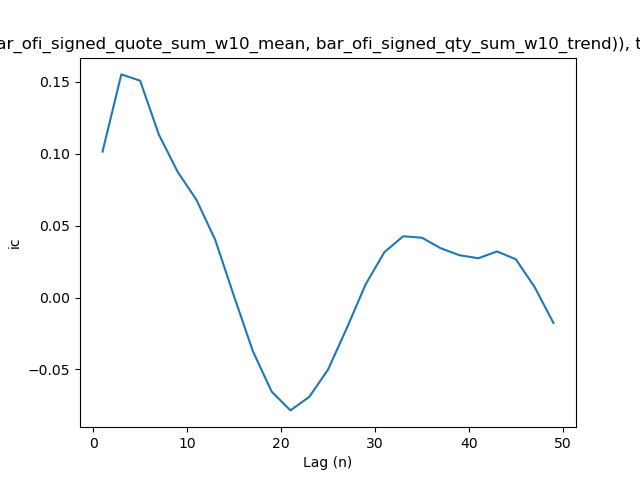 ar_ofi_signed_quote_sum_w10_mean, bar_ofi_signed_qty_sum_w10_trend)), t
0.15
0.10
0.05
0.00
−0.05
ic
0 10 20 30 40 50
Lag (n)